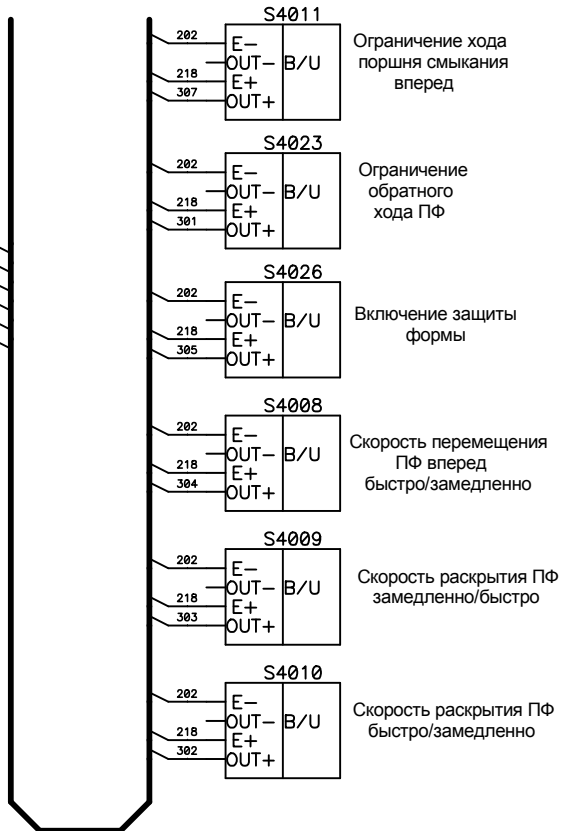 S4011
202 E–
OUT– B/U
218 E+
307 OUT+
Ограничение хода
поршня смыкания
вперед
S4023
202 E–
OUT– B/U
218 E+
301 OUT+
Ограничение
обратного
хода ПФ
S4026
202 E–
OUT– B/U
218 E+
305 OUT+
Включение защиты
формы
S4008
202 E–
OUT– B/U
218 E+
304 OUT+
Скорость перемещения
ПФ вперед
быстро/замедленно
S4009
202 E–
OUT– B/U
218 E+
303 OUT+
Скорость раскрытия ПФ
замедленно/быстро
S4010
202 E–
OUT– B/U
218 E+
302 OUT+
Скорость раскрытия ПФ
быстро/замедленно